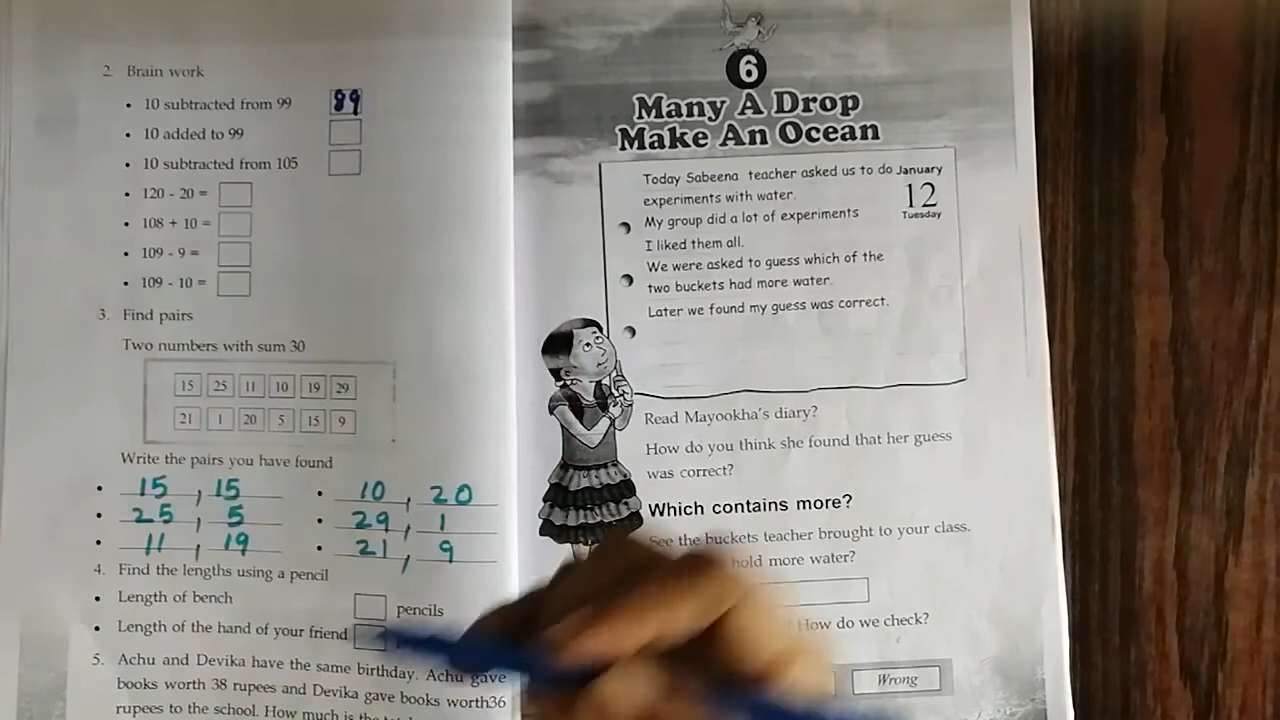 2. Brain work
• 10 subtracted from 99 89
• 10 added to 99
• 10 subtracted from 105
• 120 - 20 =
• 108 + 10 =
• 109 - 9 =
• 109 - 10 =
3. Find pairs
Two numbers with sum 30
15 25 11 10 19 29
21 1 20 5 15 9
Write the pairs you have found
• 15, 15 • 10, 20
• 25, 5 • 29, 1
• 11, 19 • 21, 9
4. Find the lengths using a pencil
• Length of bench pencils
• Length of the hand of your friend
5. Achu and Devika have the same birthday. Achu gave
books worth 38 rupees and Devika gave books worth36
rupees to the school. How much is the
6
Many A Drop
Make An Ocean
January
12
Tuesday
Today Sabeena teacher asked us to do
experiments with water.
My group did a lot of experiments
I liked them all.
We were asked to guess which of the
two buckets had more water.
Later we found my guess was correct.
Read Mayookha's diary?
How do you think she found that her guess
was correct?
Which contains more?
See the buckets teacher brought to your class.
hold more water?
How do we check?
Wrong